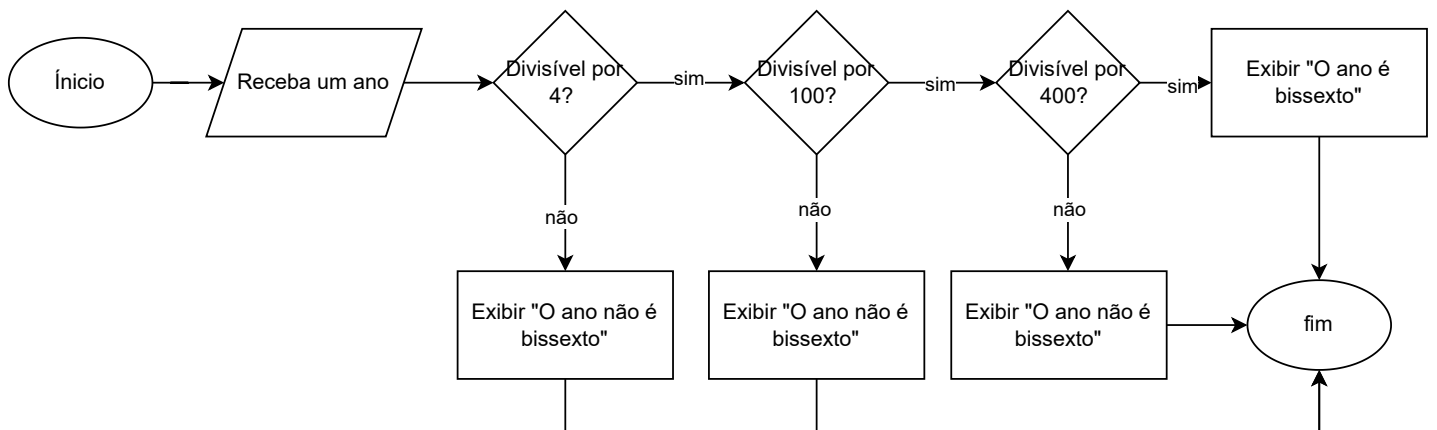 Ínicio
Receba um ano
Divisível por
4?
sim
Divisível por
100?
sim
Divisível por
400?
sim
Exibir "O ano é
bissexto"
não
não
não
Exibir "O ano não é
bissexto"
Exibir "O ano não é
bissexto"
Exibir "O ano não é
bissexto"
fim